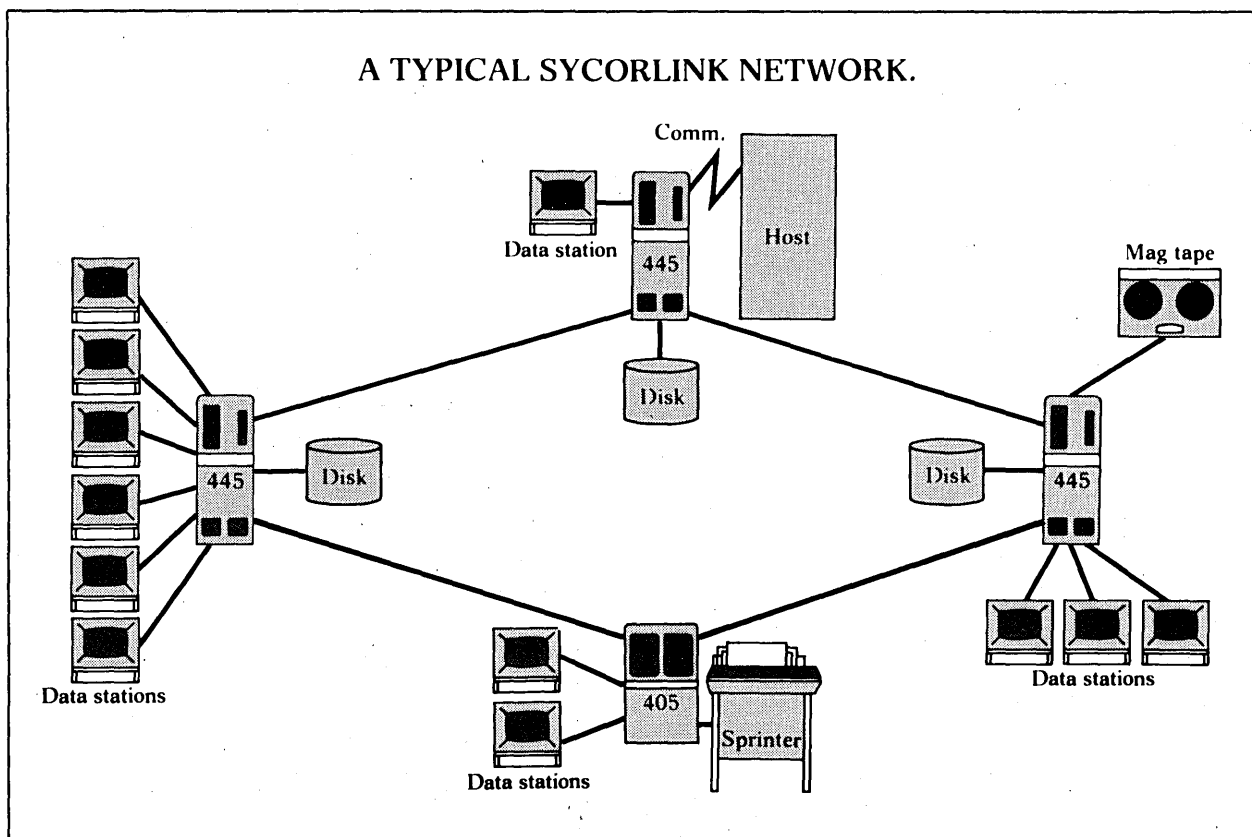 A TYPICAL SYCORLINK NETWORK.
Comm.
Host
Data station
445
Disk
Mag tape
445
Disk
Disk
445
Data stations
Data stations
405
Sprinter
Data stations